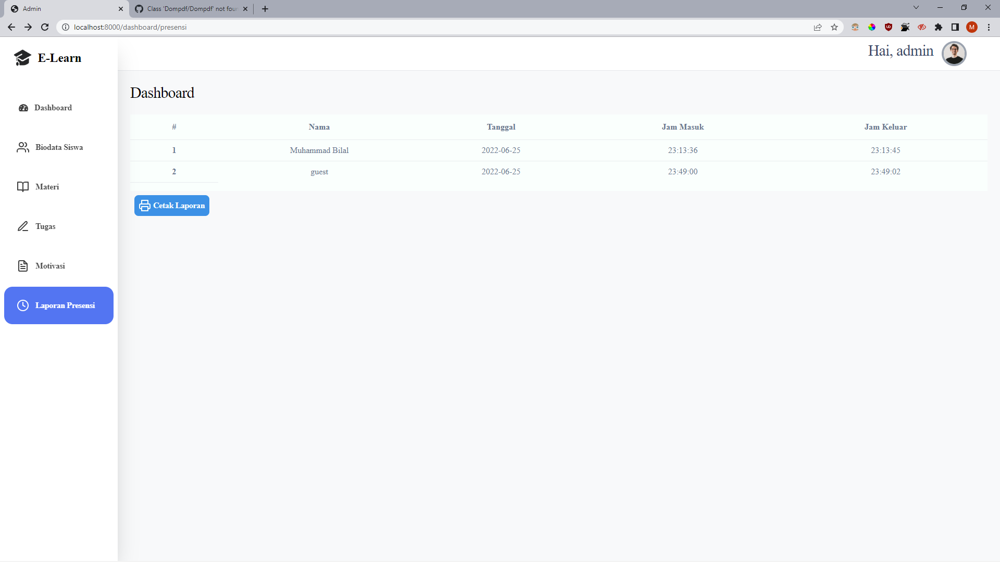 Admin
Class 'Dompdf/Dompdf' not four
localhost:8000/dashboard/presensi
M
E-Learn
Hai, admin
Dashboard
Biodata Siswa
Materi
Tugas
Motivasi
Laporan Presensi
Dashboard
# Nama Tanggal Jam Masuk Jam Keluar
1 Muhammad Bilal 2022-06-25 23:13:36 23:13:45
2 guest 2022-06-25 23:49:00 23:49:02
Cetak Laporan